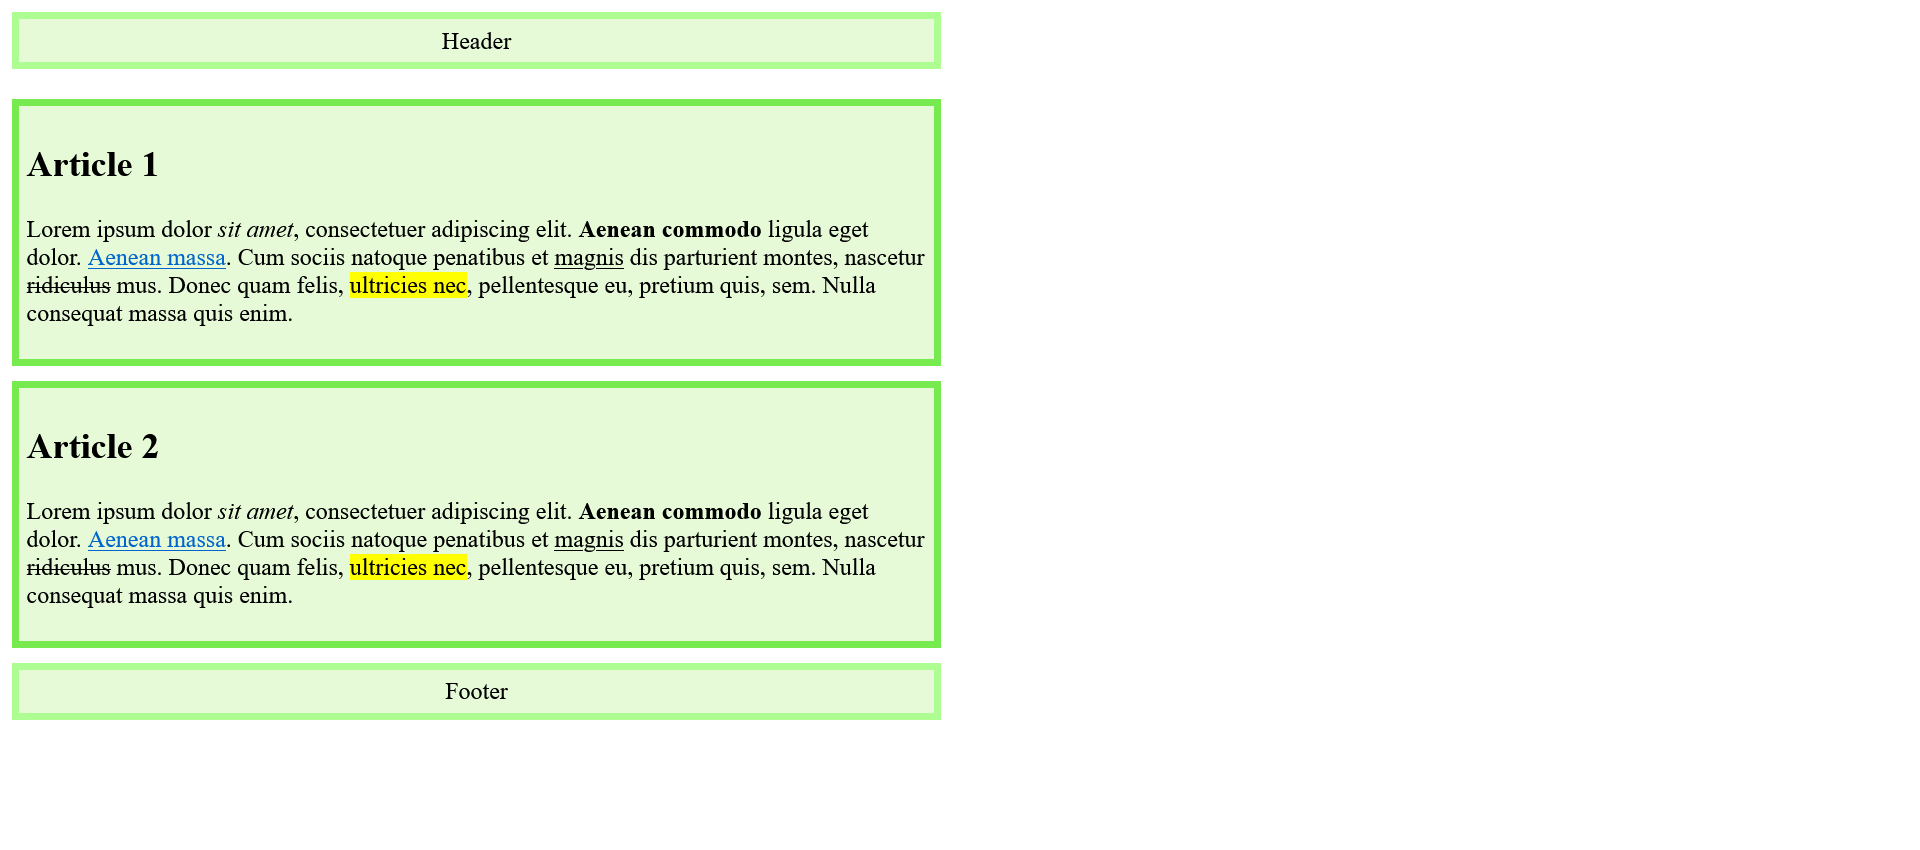 Header
Article 1
Lorem ipsum dolor sit amet, consectetuer adipiscing elit. Aenean commodo ligula eget
dolor. Aenean massa. Cum sociis natoque penatibus et magnis dis parturient montes, nascetur
ridiculus mus. Donec quam felis, ultricies nec, pellentesque eu, pretium quis, sem. Nulla
consequat massa quis enim.
Article 2
Lorem ipsum dolor sit amet, consectetuer adipiscing elit. Aenean commodo ligula eget
dolor. Aenean massa. Cum sociis natoque penatibus et magnis dis parturient montes, nascetur
ridiculus mus. Donec quam felis, ultricies nec, pellentesque eu, pretium quis, sem. Nulla
consequat massa quis enim.
Footer